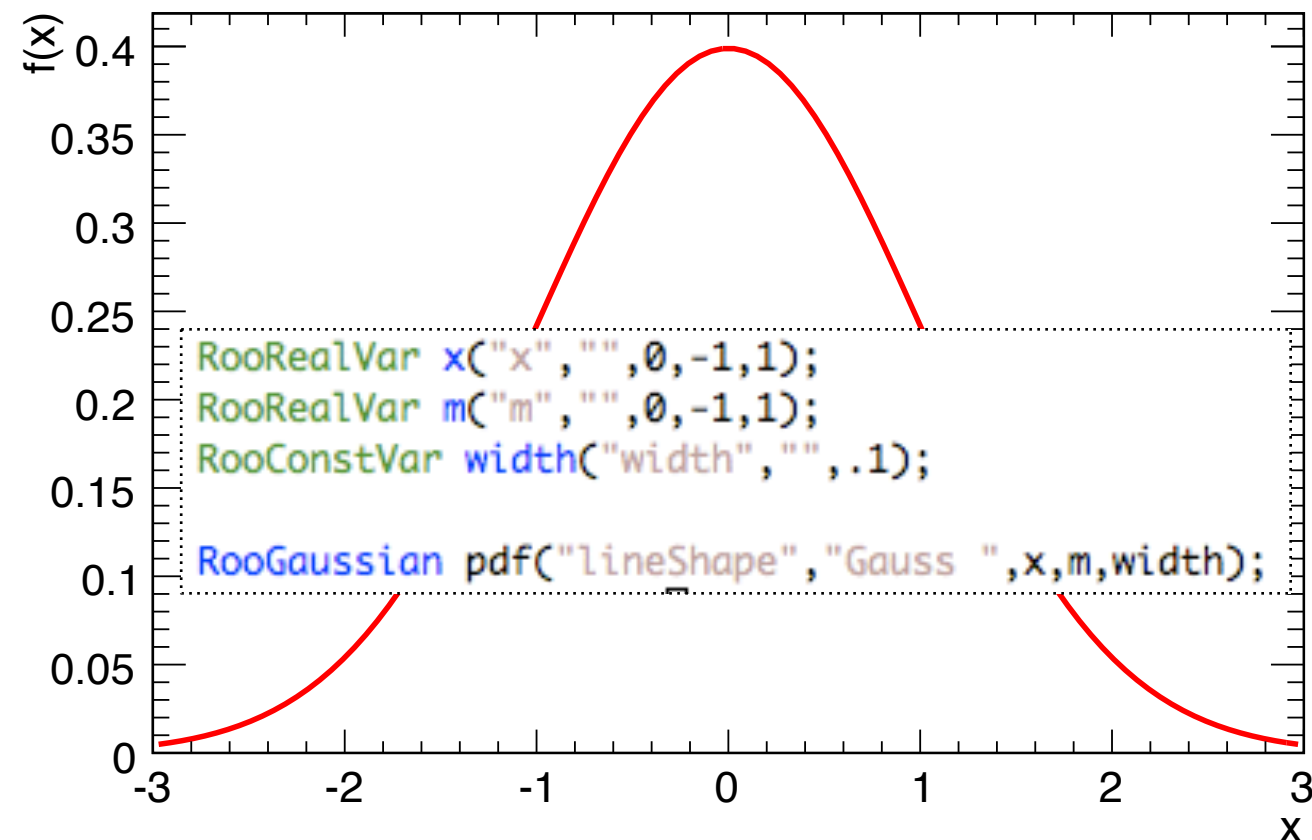 f(x)
0.4
0.35
0.3
0.25
RooRealVar x("x","",0,-1,1);
0.2
RooRealVar m("m","",0,-1,1);
RooConstVar width("width","",.1);
0.15
RooGaussian pdf("lineShape","Gauss ",x,m,width);
0.1
0.05
0
-3 -2 -1 0 1 2 3
x